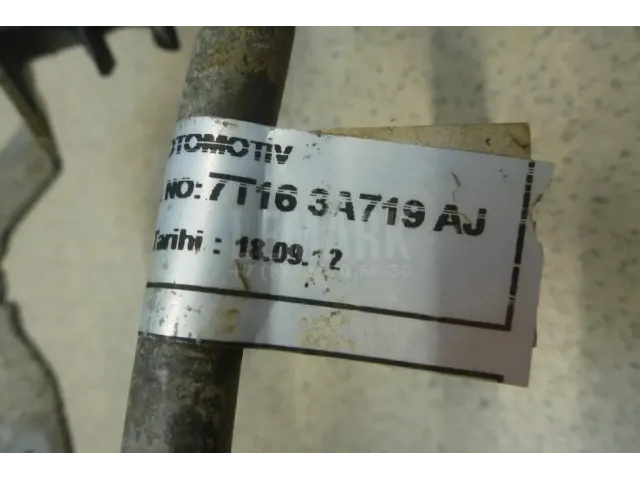 OTOMOTIV
NO: 7T16 3A719 AJ
Tarihi : 18.09.12